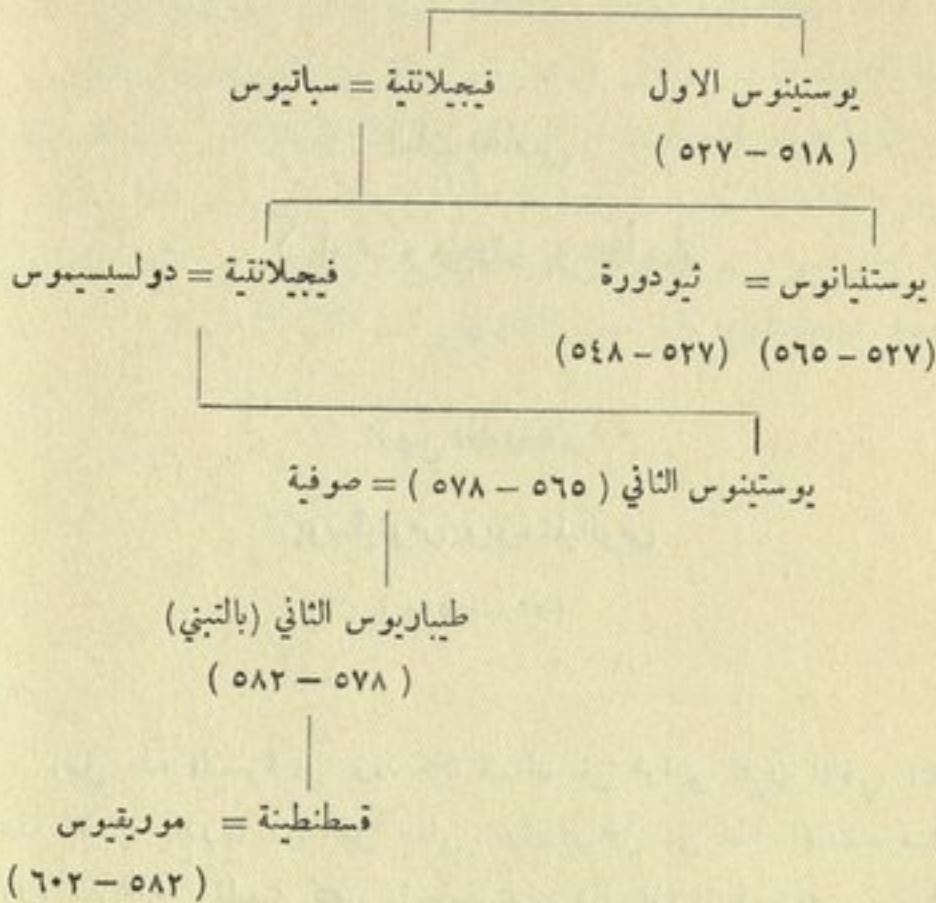 يوستينوس الاول فيجيلانتية = سباتيوس
( ٥١٨ – ٥٢٧ )
يوستنيانوس = ثيودورة فيجيلانتية = دولسيسيموس
(٥٢٧ – ٥٦٥) (٥٢٧ – ٥٤٨)
يوستينوس الثاني ( ٥٦٥ – ٥٧٨ ) = صوفية
طيباريوس الثاني (بالتبني)
( ٥٧٨ – ٥٨٢ )
قسطنطينة = موريقيوس
( ٥٨٢ – ٦٠٢ )